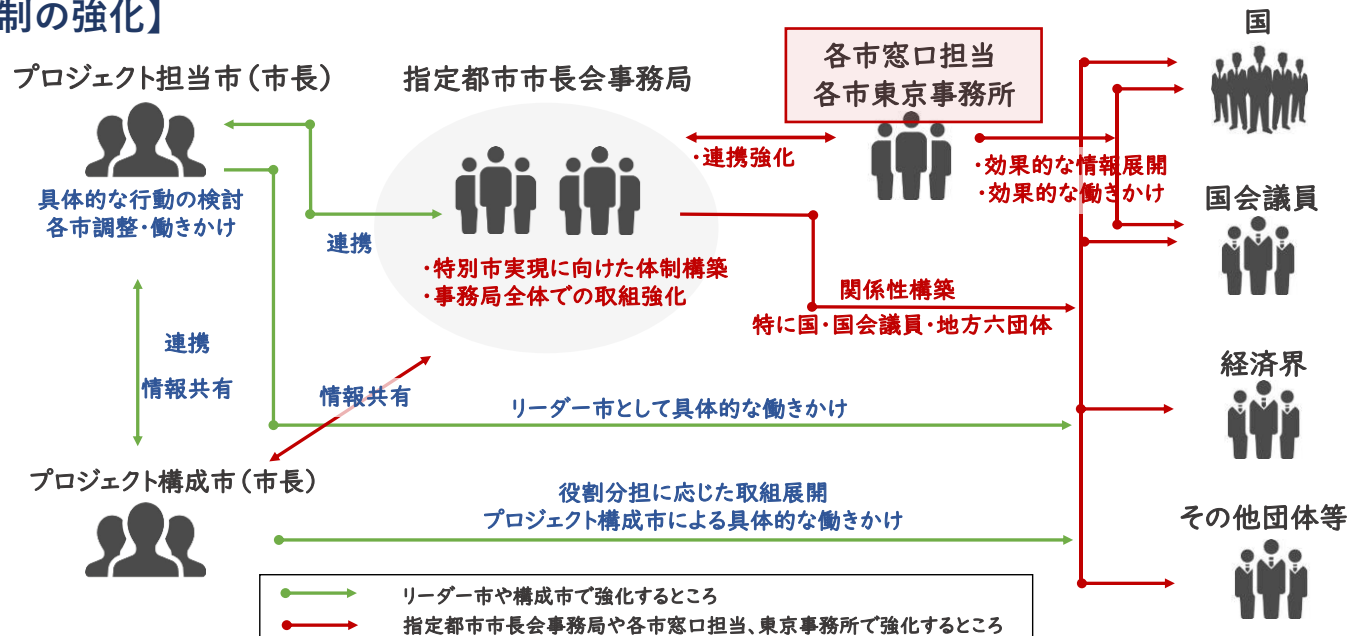 制の強化】
国
プロジェクト担当市(市長)
指定都市市長会事務局
各市窓口担当
各市東京事務所
・連携強化
・効果的な情報展開
・効果的な働きかけ
具体的な行動の検討
各市調整・働きかけ
連携
国会議員
・特別市実現に向けた体制構築
・事務局全体での取組強化
関係性構築
特に国・国会議員・地方六団体
連携
情報共有
情報共有
経済界
リーダー市として具体的な働きかけ
プロジェクト構成市(市長)
役割分担に応じた取組展開
プロジェクト構成市による具体的な働きかけ
その他団体等
リーダー市や構成市で強化するところ
指定都市市長会事務局や各市窓口担当、東京事務所で強化するところ